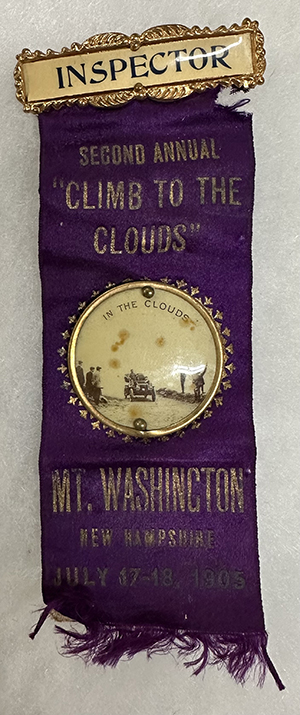 INSPECTOR
SECOND ANNUAL
"CLIMB TO THE
CLOUDS"
IN THE CLOUDS
MT. WASHINGTON
NEW HAMPSHIRE
JULY 17-18, 1905